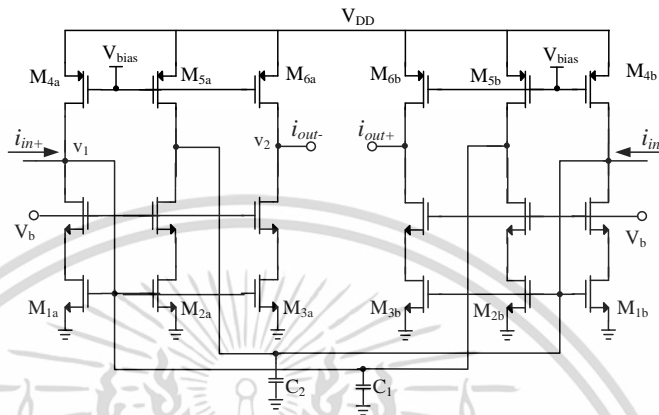 V_DD
V_bias V_bias
M_4a M_5a M_6a M_6b M_5b M_4b
i_in+ v_1 v_2 i_out- i_out+ i_in
V_b V_b
M_1a M_2a M_3a M_3b M_2b M_1b
C_2 C_1